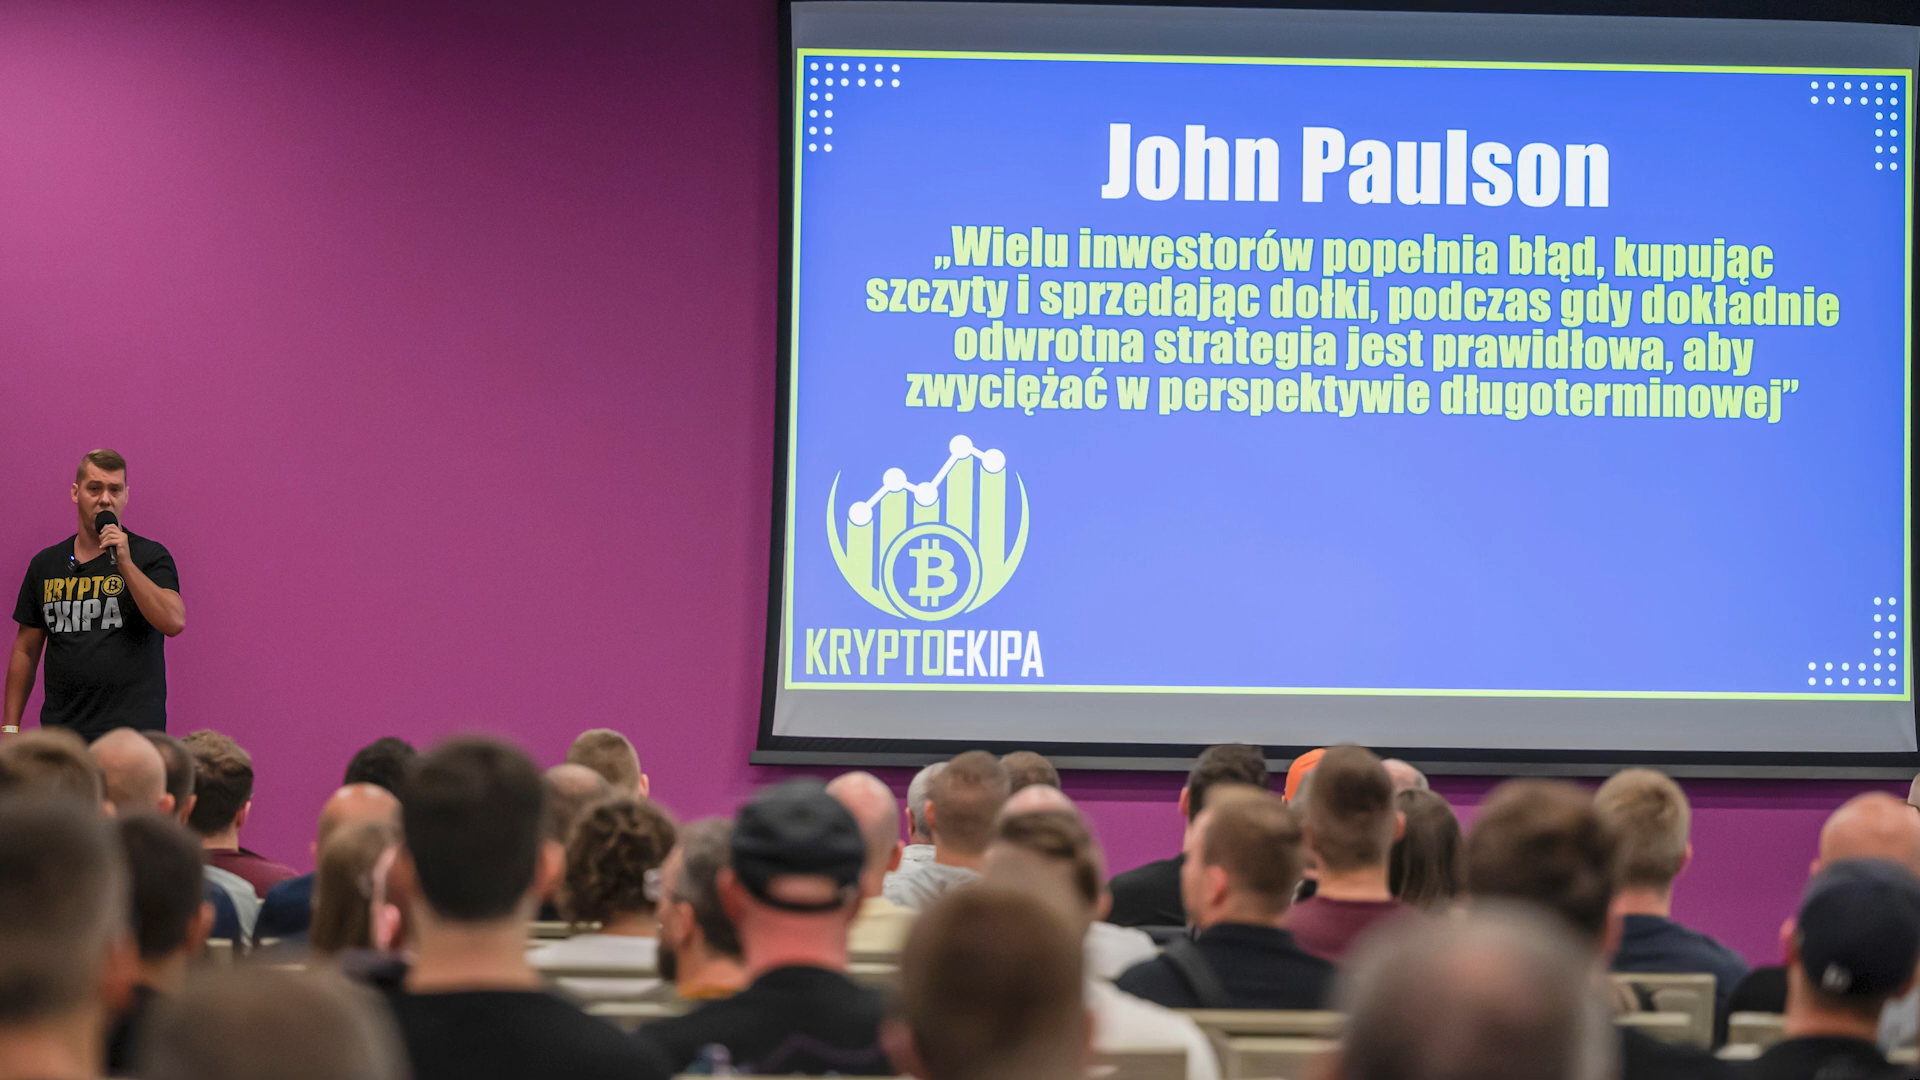 John Paulson
„Wielu inwestorów popełnia błąd, kupując
szczyty i sprzedając dołki, podczas gdy dokładnie
odwrotna strategia jest prawidłowa, aby
zwyciężać w perspektywie długoterminowej”
KRYPTOEKIPA
KRYPTO
EKIPA